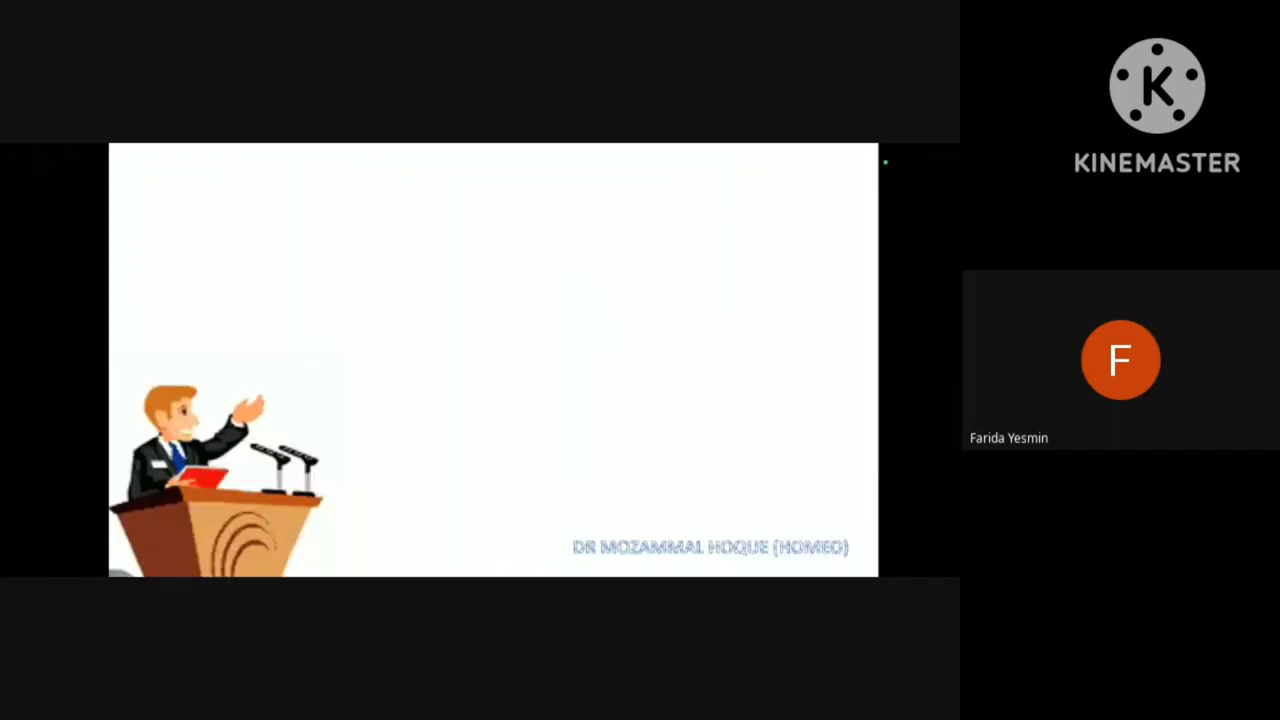 K
KINEMASTER
F
Farida Yesmin
DR MOZAMMAL HOQUE (HOMEO)